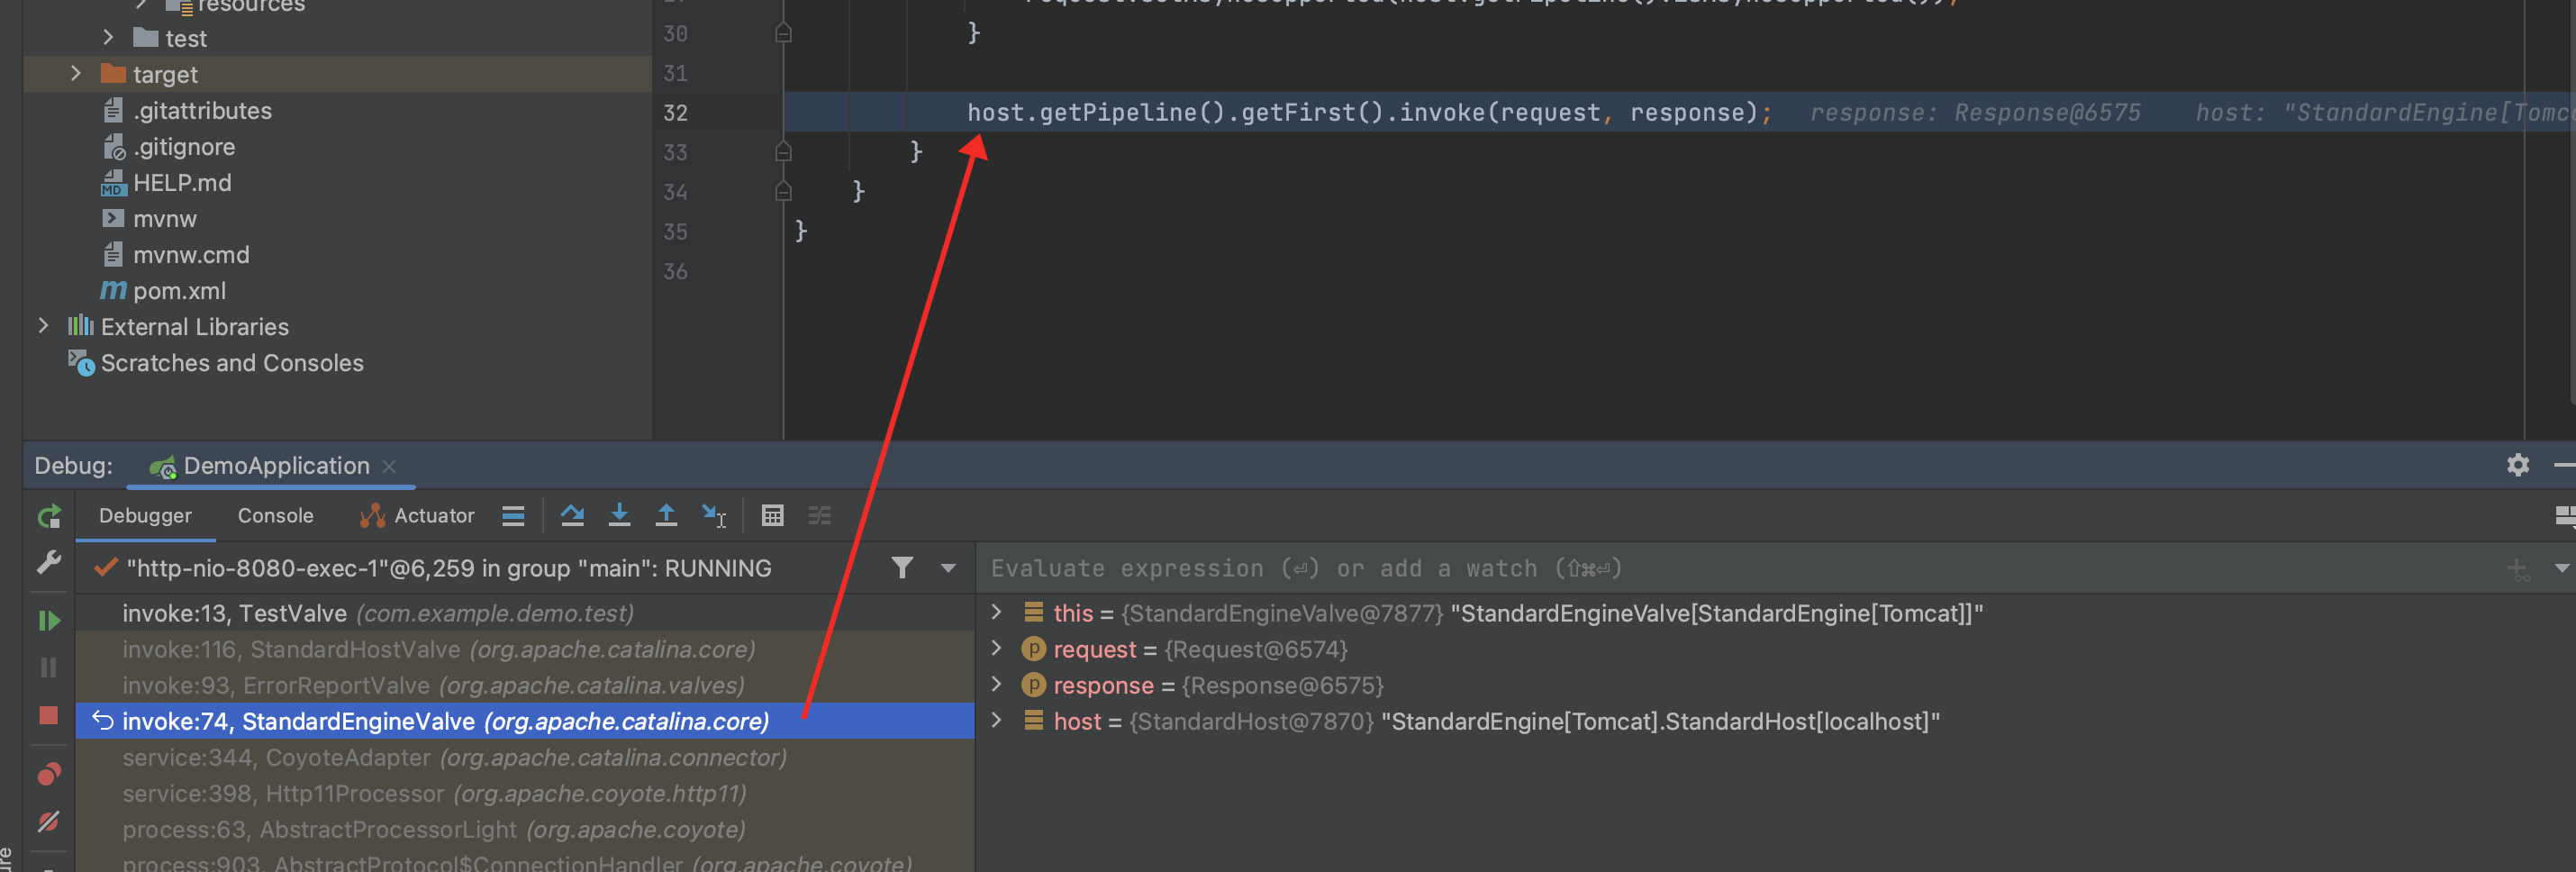 resources
test
target
.gitattributes
.gitignore
HELP.md
mvnw
mvnw.cmd
pom.xml
External Libraries
Scratches and Consoles
30 }
31
32 host.getPipeline().getFirst().invoke(request, response); response: Response@6575 host: "StandardEngine[Tomc
33 }
34 }
35 }
36
Debug: DemoApplication
Debugger Console Actuator
"http-nio-8080-exec-1"@6,259 in group "main": RUNNING
invoke:13, TestValve (com.example.demo.test)
invoke:116, StandardHostValve (org.apache.catalina.core)
invoke:93, ErrorReportValve (org.apache.catalina.valves)
invoke:74, StandardEngineValve (org.apache.catalina.core)
service:344, CoyoteAdapter (org.apache.catalina.connector)
service:398, Http11Processor (org.apache.coyote.http11)
process:63, AbstractProcessorLight (org.apache.coyote)
process:903, AbstractProtocol$ConnectionHandler (org.apache.coyote)
Evaluate expression (⏎) or add a watch (⇧⌘⏎)
this = {StandardEngineValve@7877} "StandardEngineValve[StandardEngine[Tomcat]]"
request = {Request@6574}
response = {Response@6575}
host = {StandardHost@7870} "StandardEngine[Tomcat].StandardHost[localhost]"